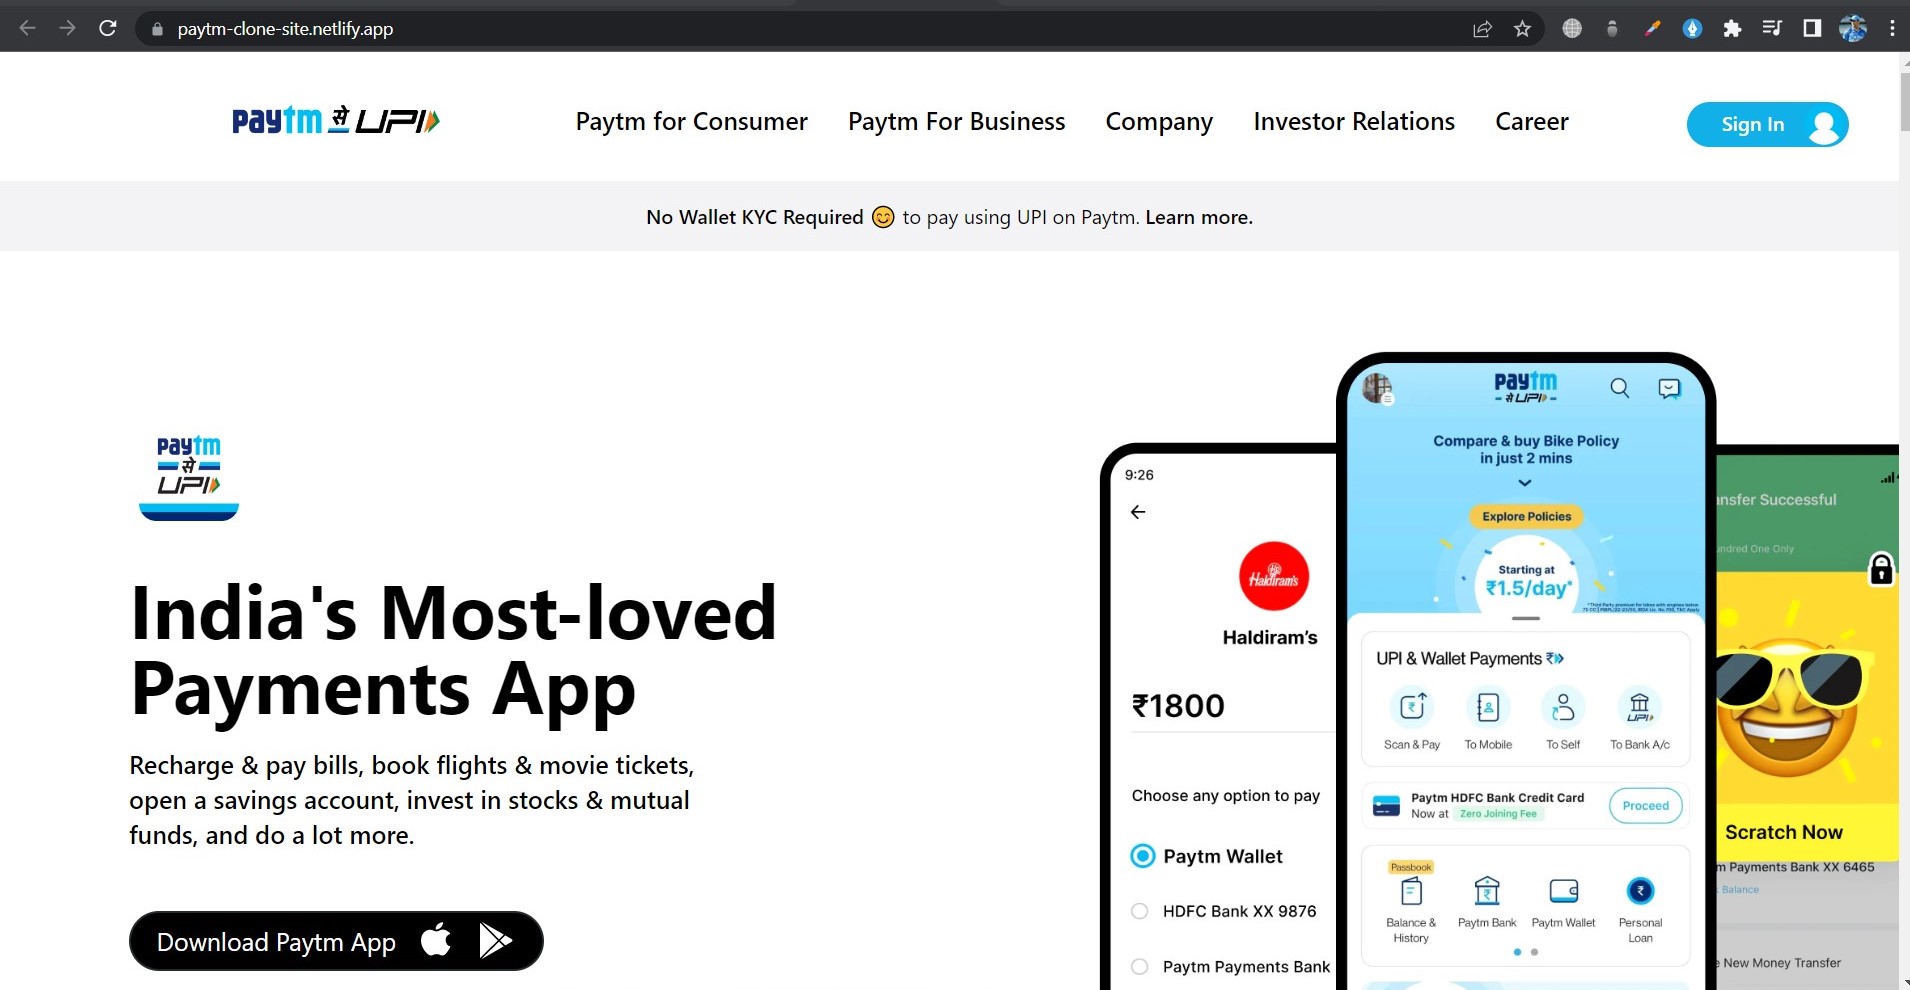 paytm-clone-site.netlify.app
paytm से UPI
Paytm for Consumer
Paytm For Business
Company
Investor Relations
Career
Sign In
No Wallet KYC Required 😊 to pay using UPI on Paytm. Learn more.
paytm
से
UPI
India's Most-loved
Payments App
Recharge & pay bills, book flights & movie tickets,
open a savings account, invest in stocks & mutual
funds, and do a lot more.
Download Paytm App
9:26
Haldiram's
Haldiram's
₹1800
Choose any option to pay
Paytm Wallet
HDFC Bank XX 9876
Paytm Payments Bank
paytm
से UPI
Compare & buy Bike Policy
in just 2 mins
Explore Policies
Starting at
₹1.5/day*
UPI & Wallet Payments
Scan & Pay
To Mobile
To Self
UPI
To Bank A/c
Paytm HDFC Bank Credit Card
Now at Zero Joining Fee
Proceed
Passbook
Balance &
History
Paytm Bank
Paytm Wallet
Personal
Loan
nsfer Successful
undred One Only
Scratch Now
m Payments Bank XX 6465
Balance
e New Money Transfer